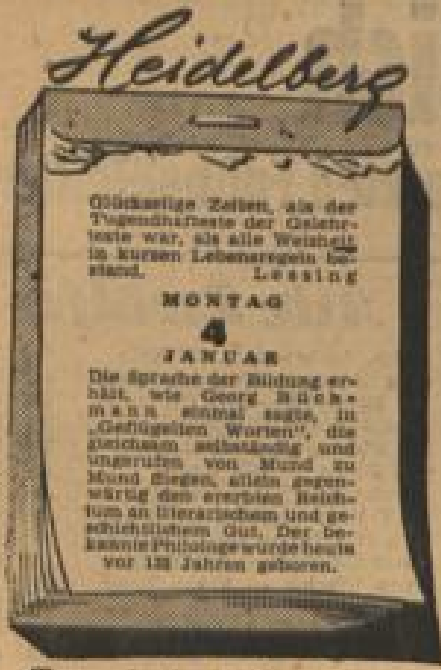 Heidelberg
Glückselige Zeiten, als der
Tugendhafteste der Gelehr-
teste war, als alle Weisheit
in kurzen Lebensregeln be-
stand. Lessing
MONTAG
4
JANUAR
Die Sprache der Bildung er-
hält, wie Georg Büch-
mann einmal sagte, in
„Geflügelten Worten“, die
gleichsam selbständig und
ungerufen von Mund zu
Mund fliegen, allein gegen-
wärtig den ererbten Reich-
tum an literarischem und ge-
schichtlichem Gut. Der be-
kannte Philologe wurde heute
vor Jahren geboren.